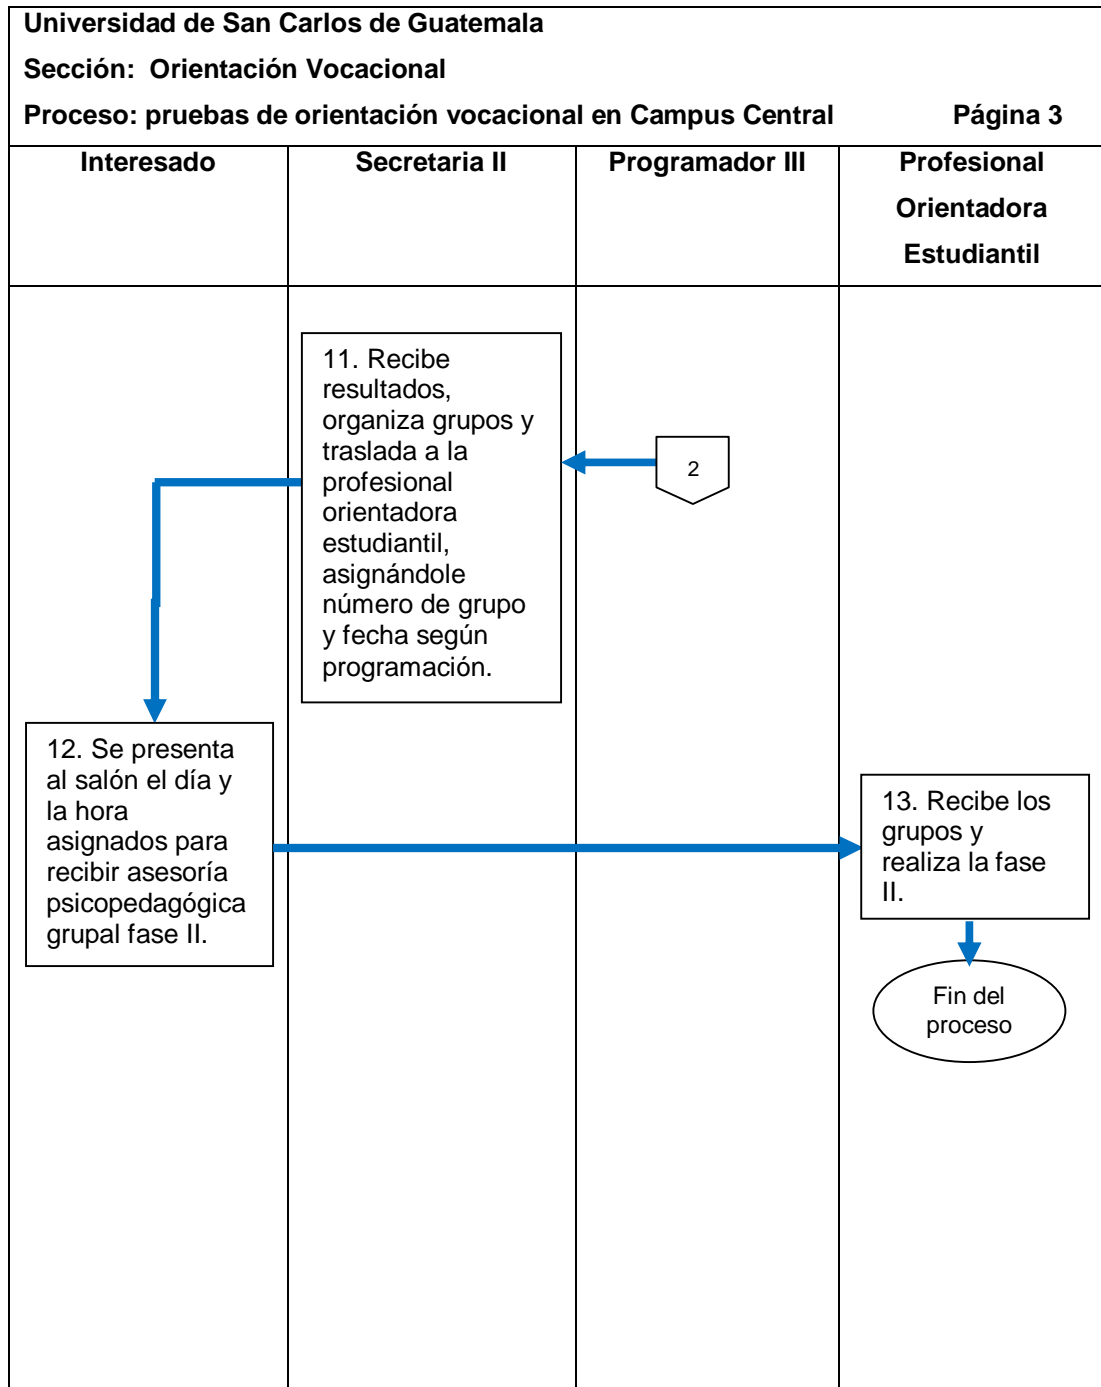 Universidad de San Carlos de Guatemala
Sección:  Orientación Vocacional
Proceso: pruebas de orientación vocacional en Campus Central Página 3
Interesado
Secretaria II
Programador III
Profesional
Orientadora
Estudiantil
11. Recibe
resultados,
organiza grupos y
traslada a la
profesional
orientadora
estudiantil,
asignándole
número de grupo
y fecha según
programación.
2
12. Se presenta
al salón el día y
la hora
asignados para
recibir asesoría
psicopedagógica
grupal fase II.
13. Recibe los
grupos y
realiza la fase
II.
Fin del
proceso